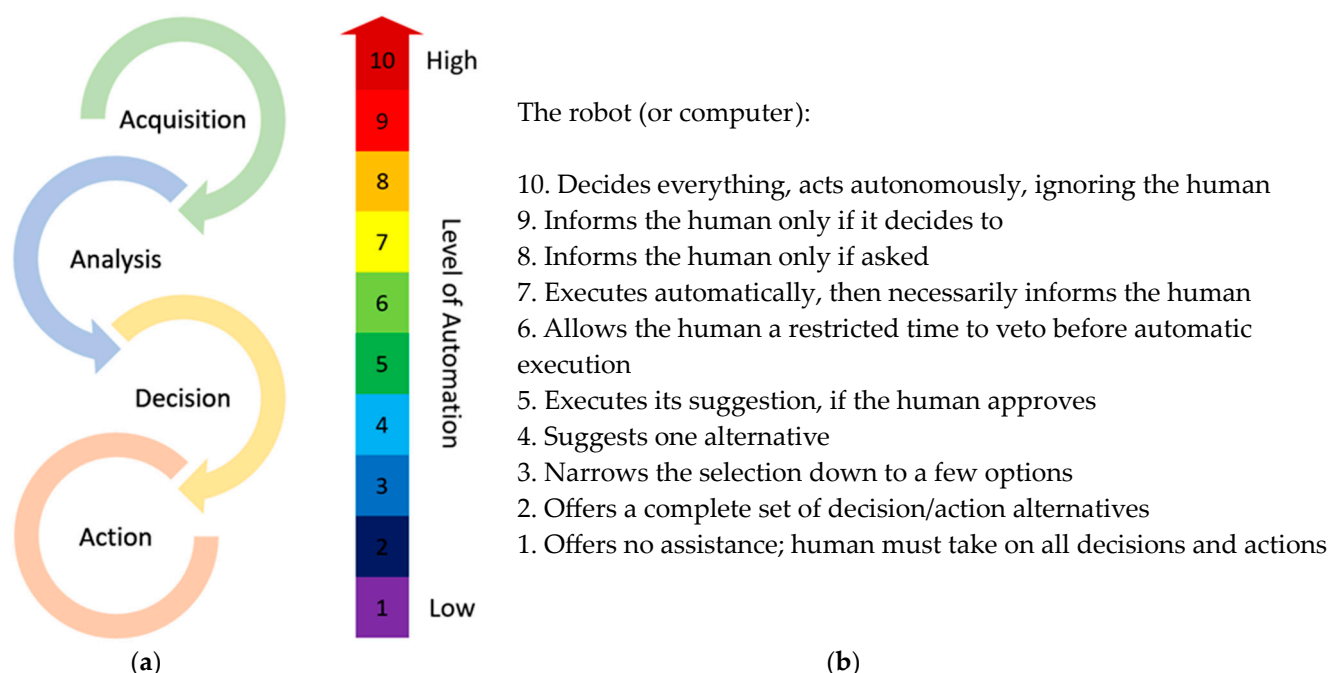 Acquisition
Analysis
Decision
Action
(a)
10
9
8
7
6
5
4
3
2
1
High
Level of Automation
Low
The robot (or computer):
10. Decides everything, acts autonomously, ignoring the human
9. Informs the human only if it decides to
8. Informs the human only if asked
7. Executes automatically, then necessarily informs the human
6. Allows the human a restricted time to veto before automatic
execution
5. Executes its suggestion, if the human approves
4. Suggests one alternative
3. Narrows the selection down to a few options
2. Offers a complete set of decision/action alternatives
1. Offers no assistance; human must take on all decisions and actions
(b)